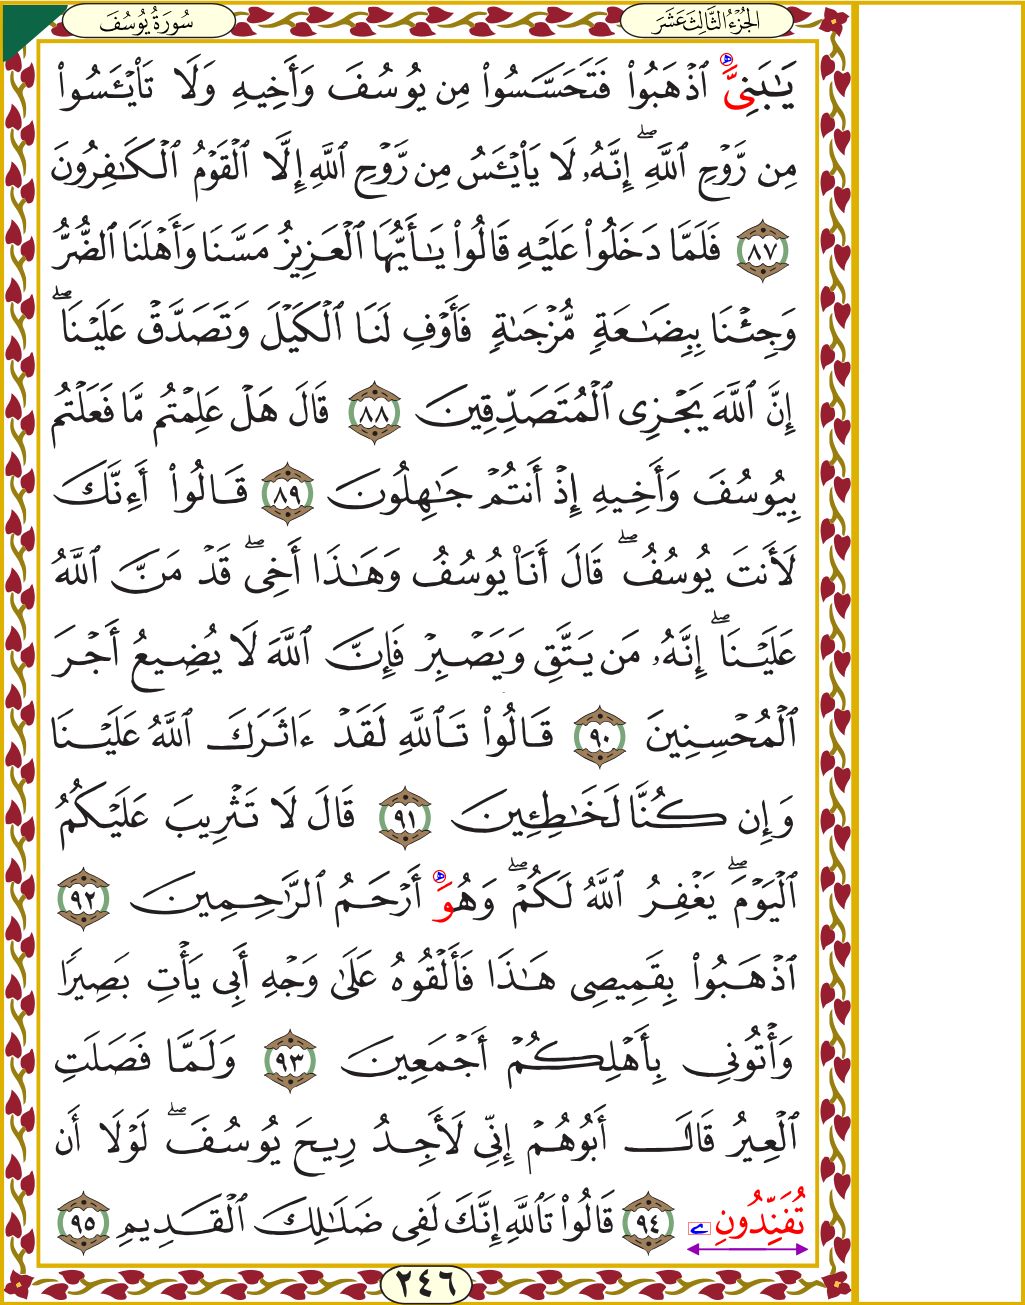 الجُزْءُ الثَّالِثَ عَشَرَ
سُورَةُ يُوسُفَ
يَٰبَنِىَّ ه ٱذْهَبُوا۟ فَتَحَسَّسُوا۟ مِن يُوسُفَ وَأَخِيهِ وَلَا تَا۟يْـَٔسُوا۟
مِن رَّوْحِ ٱللَّهِۖ إِنَّهُۥ لَا يَا۟يْـَٔسُ مِن رَّوْحِ ٱللَّهِ إِلَّا ٱلْقَوْمُ ٱلْكَٰفِرُونَ
٨٧ فَلَمَّا دَخَلُوا۟ عَلَيْهِ قَالُوا۟ يَٰٓأَيُّهَا ٱلْعَزِيزُ مَسَّنَا وَأَهْلَنَا ٱلضُّرُّ
وَجِئْنَا بِبِضَٰعَةٍ مُّزْجَىٰةٍ فَأَوْفِ لَنَا ٱلْكَيْلَ وَتَصَدَّقْ عَلَيْنَآۖ
إِنَّ ٱللَّهَ يَجْزِى ٱلْمُتَصَدِّقِينَ ٨٨ قَالَ هَلْ عَلِمْتُم مَّا فَعَلْتُم
بِيُوسُفَ وَأَخِيهِ إِذْ أَنتُمْ جَٰهِلُونَ ٨٩ قَالُوٓا۟ أَءِنَّكَ
لَأَنتَ يُوسُفُۖ قَالَ أَنَا۠ يُوسُفُ وَهَٰذَآ أَخِىۖ قَدْ مَنَّ ٱللَّهُ
عَلَيْنَآۖ إِنَّهُۥ مَن يَتَّقِ وَيَصْبِرْ فَإِنَّ ٱللَّهَ لَا يُضِيعُ أَجْرَ
ٱلْمُحْسِنِينَ ٩٠ قَالُوا۟ تَٱللَّهِ لَقَدْ ءَاثَرَكَ ٱللَّهُ عَلَيْنَا
وَإِن كُنَّا لَخَٰطِـِٔينَ ٩١ قَالَ لَا تَثْرِيبَ عَلَيْكُمُ
ٱلْيَوْمَۖ يَغْفِرُ ٱللَّهُ لَكُمْۖ وَهُوَ ه أَرْحَمُ ٱلرَّٰحِمِينَ ٩٢
ٱذْهَبُوا۟ بِقَمِيصِى هَٰذَا فَأَلْقُوهُ عَلَىٰ وَجْهِ أَبِى يَأْتِ بَصِيرًا
وَأْتُونِى بِأَهْلِكُمْ أَجْمَعِينَ ٩٣ وَلَمَّا فَصَلَتِ
ٱلْعِيرُ قَالَ أَبُوهُمْ إِنِّى لَأَجِدُ رِيحَ يُوسُفَۖ لَوْلَآ أَن
تُفَنِّدُونِ ے ٩٤ قَالُوا۟ تَٱللَّهِ إِنَّكَ لَفِى ضَلَٰلِكَ ٱلْقَدِيمِ ٩٥
٢٤٦